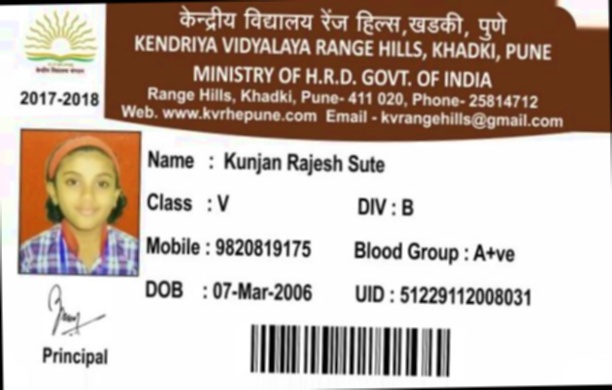 केन्द्रीय विद्यालय रेंज हिल्स,खडकी, पुणे
KENDRIYA VIDYALAYA RANGE HILLS, KHADKI, PUNE
MINISTRY OF H.R.D. GOVT. OF INDIA
Range Hills, Khadki, Pune- 411 020, Phone- 25814712
Web. www.kvrhepune.com Email - kvrangehills@gmail.com
केन्द्रीय विद्यालय संगठन
2017-2018
Name : Kunjan Rajesh Sute
Class : V DIV : B
Mobile : 9820819175 Blood Group : A+ve
DOB : 07-Mar-2006 UID : 51229112008031
Principal